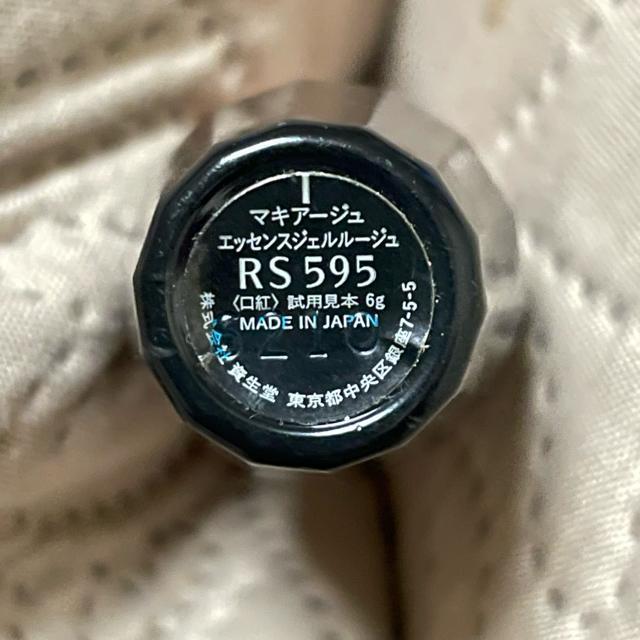 T
マキアージュ
エッセンスジェルルージュ
RS 595
〈口紅〉試用見本 6g
MADE IN JAPAN
株式会社 資生堂 東京都中央区銀座7-5-5